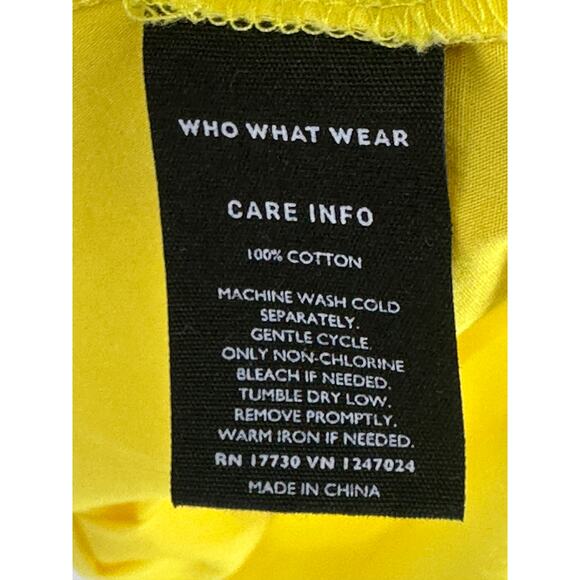 WHO WHAT WEAR
CARE INFO
100% COTTON
MACHINE WASH COLD
SEPARATELY.
GENTLE CYCLE.
ONLY NON-CHLORINE
BLEACH IF NEEDED.
TUMBLE DRY LOW.
REMOVE PROMPTLY.
WARM IRON IF NEEDED.
RN 17730 VN 1247024
MADE IN CHINA